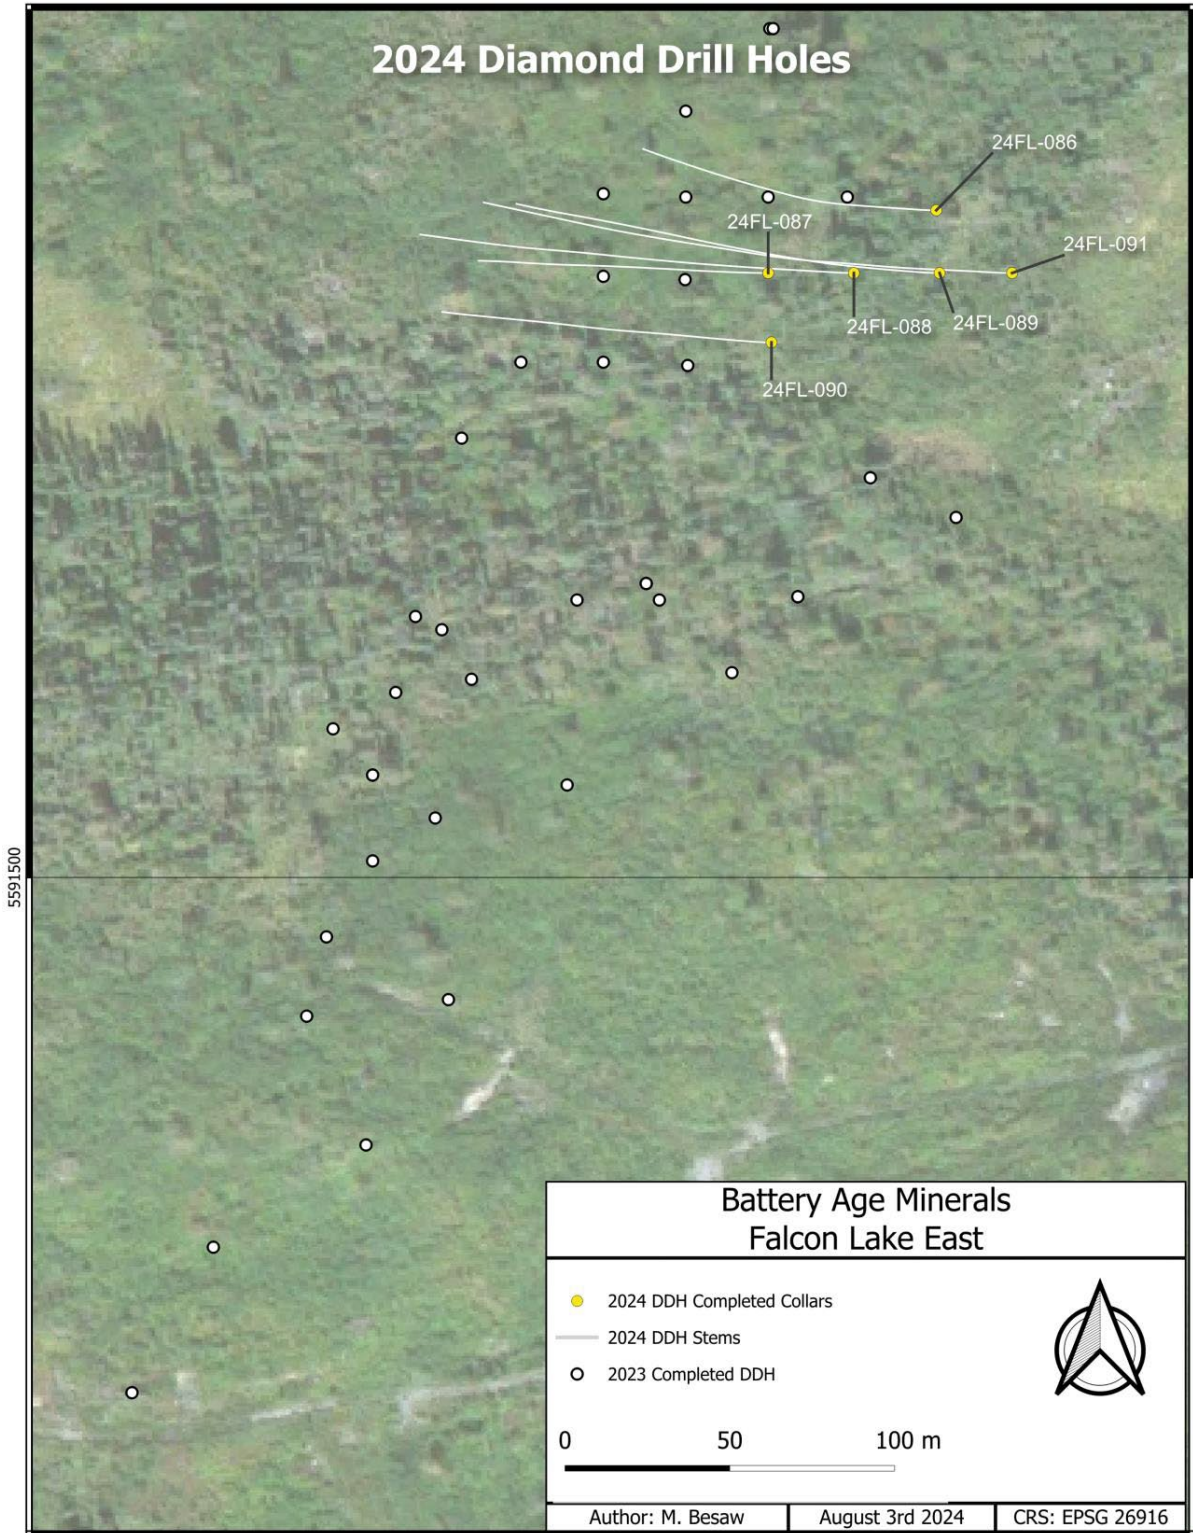 2024 Diamond Drill Holes
24FL-086
24FL-087
24FL-091
24FL-088
24FL-089
24FL-090
5591500
Battery Age Minerals
Falcon Lake East
2024 DDH Completed Collars
2024 DDH Stems
2023 Completed DDH
0 50 100 m
Author: M. Besaw August 3rd 2024 CRS: EPSG 26916